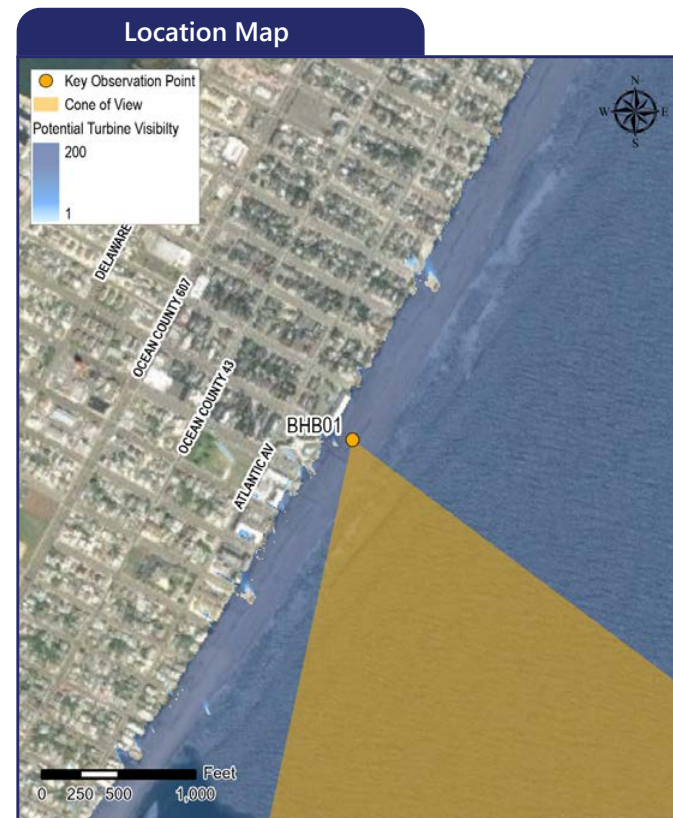 Location Map
Key Observation Point
Cone of View
Potential Turbine Visibilty
200
1
N
W
E
S
DELAWARE
OCEAN COUNTY 607
OCEAN COUNTY 43
BHB01
ATLANTIC AV
Feet
0 250 500 1,000